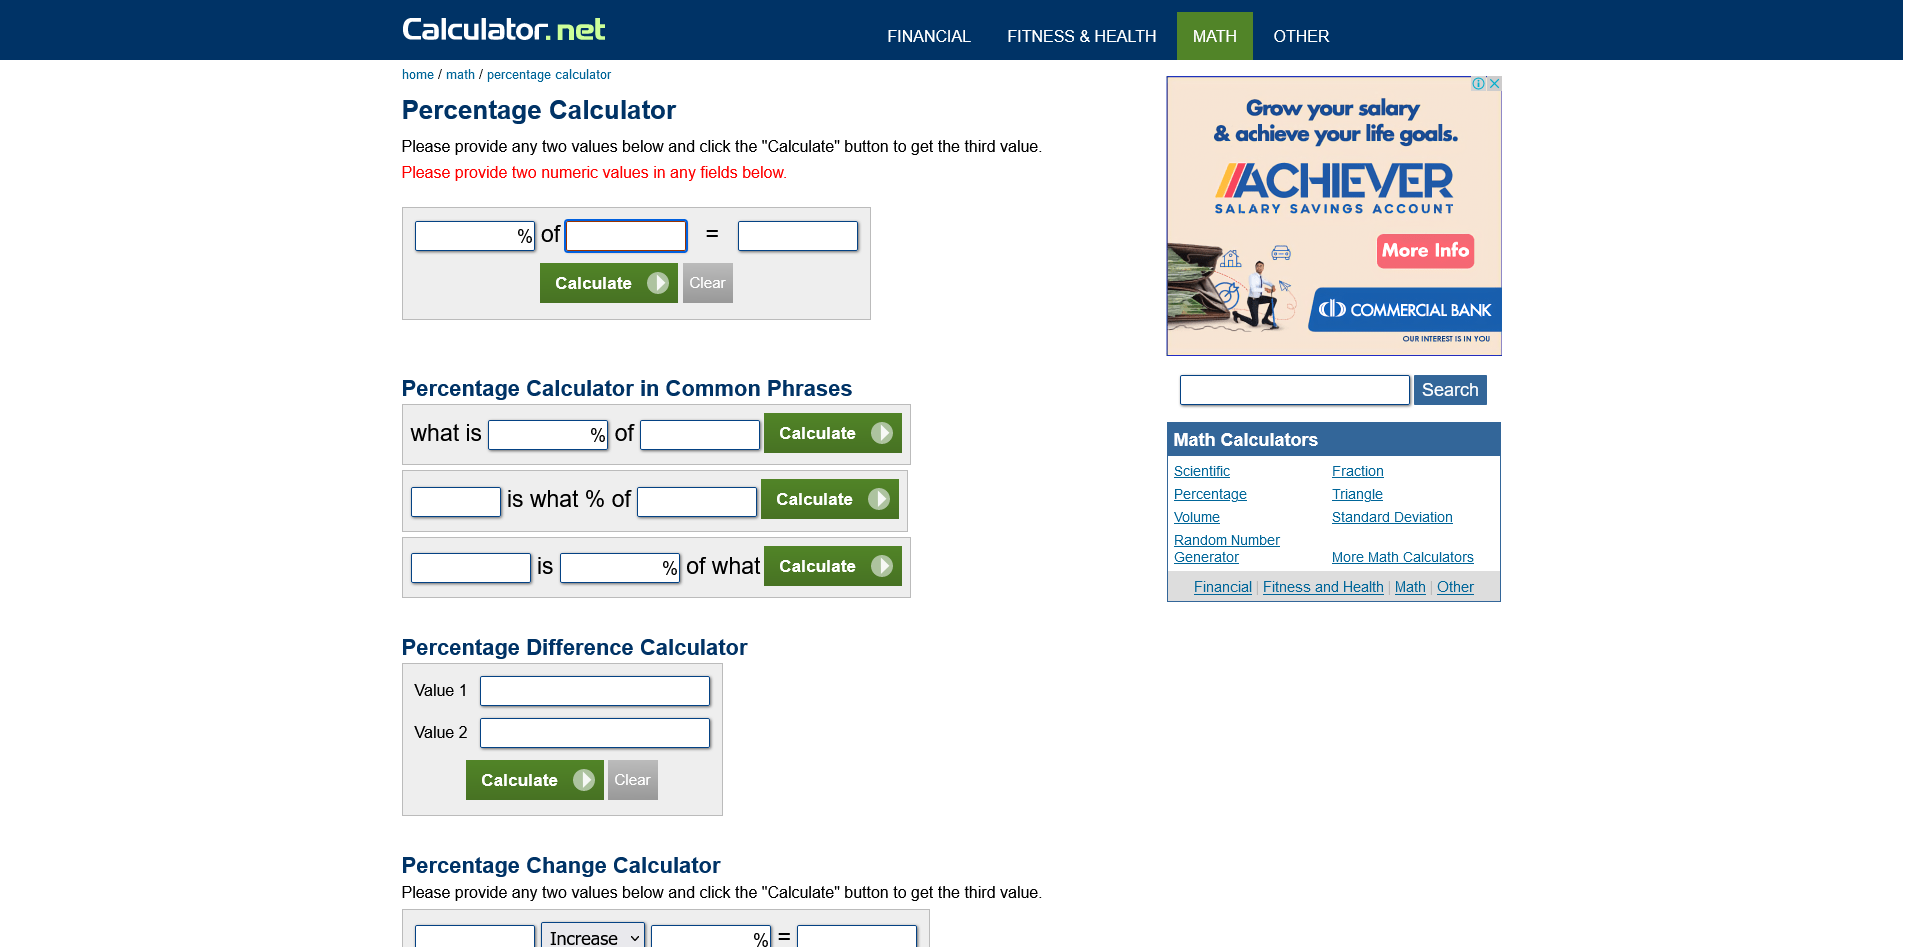 Calculator.net
FINANCIAL FITNESS & HEALTH MATH OTHER
home / math / percentage calculator
Percentage Calculator
Please provide any two values below and click the "Calculate" button to get the third value.
Please provide two numeric values in any fields below.
% of =
Calculate Clear
Percentage Calculator in Common Phrases
what is % of Calculate
is what % of Calculate
is % of what Calculate
Percentage Difference Calculator
Value 1
Value 2
Calculate Clear
Percentage Change Calculator
Please provide any two values below and click the "Calculate" button to get the third value.
Increase % =
Grow your salary
& achieve your life goals.
ACHIEVER
SALARY SAVINGS ACCOUNT
More Info
COMMERCIAL BANK
OUR INTEREST IS IN YOU
Search
Math Calculators
Scientific Fraction
Percentage Triangle
Volume Standard Deviation
Random Number
Generator More Math Calculators
Financial | Fitness and Health | Math | Other